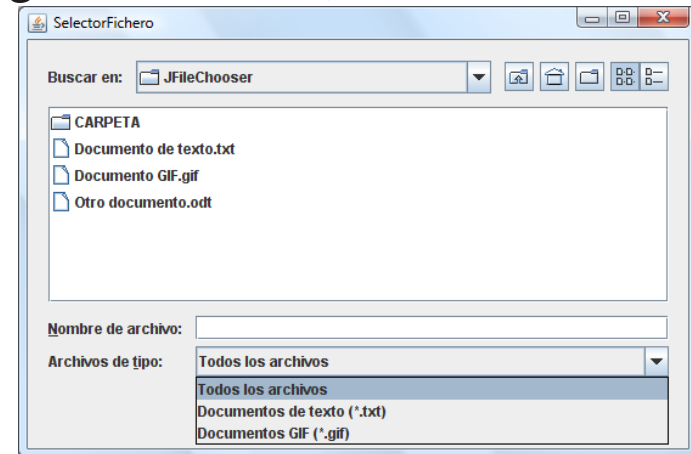 SelectorFichero
Buscar en: JFileChooser
CARPETA
Documento de texto.txt
Documento GIF.gif
Otro documento.odt
Nombre de archivo:
Archivos de tipo: Todos los archivos
Todos los archivos
Documentos de texto (*.txt)
Documentos GIF (*.gif)